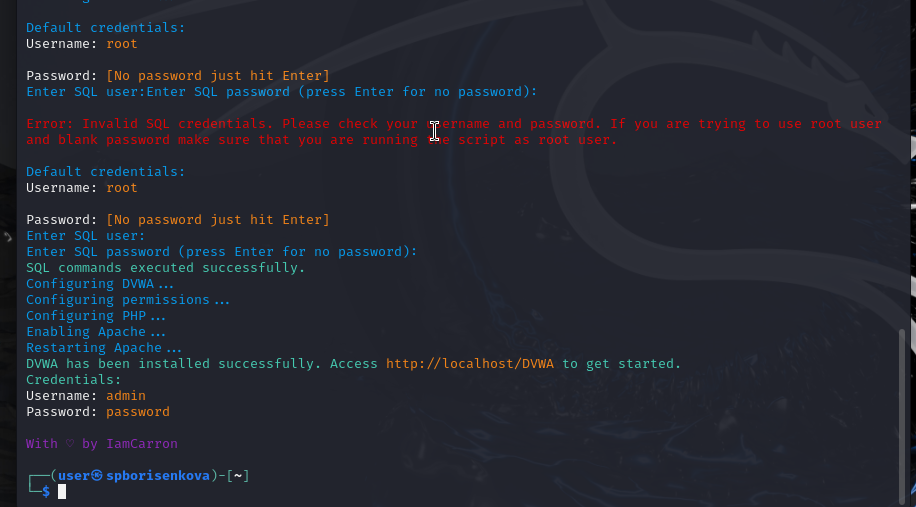 Default credentials:
Username: root
Password: [No password just hit Enter]
Enter SQL user:Enter SQL password (press Enter for no password):
Error: Invalid SQL credentials. Please check your username and password. If you are trying to use root user
and blank password make sure that you are running the script as root user.
Default credentials:
Username: root
Password: [No password just hit Enter]
Enter SQL user:
Enter SQL password (press Enter for no password):
SQL commands executed successfully.
Configuring DVWA...
Configuring permissions...
Configuring PHP...
Enabling Apache...
Restarting Apache...
DVWA has been installed successfully. Access http://localhost/DVWA to get started.
Credentials:
Username: admin
Password: password
With ♡ by IamCarron
┌──(user㉿spborisenkova)-[~]
└─$